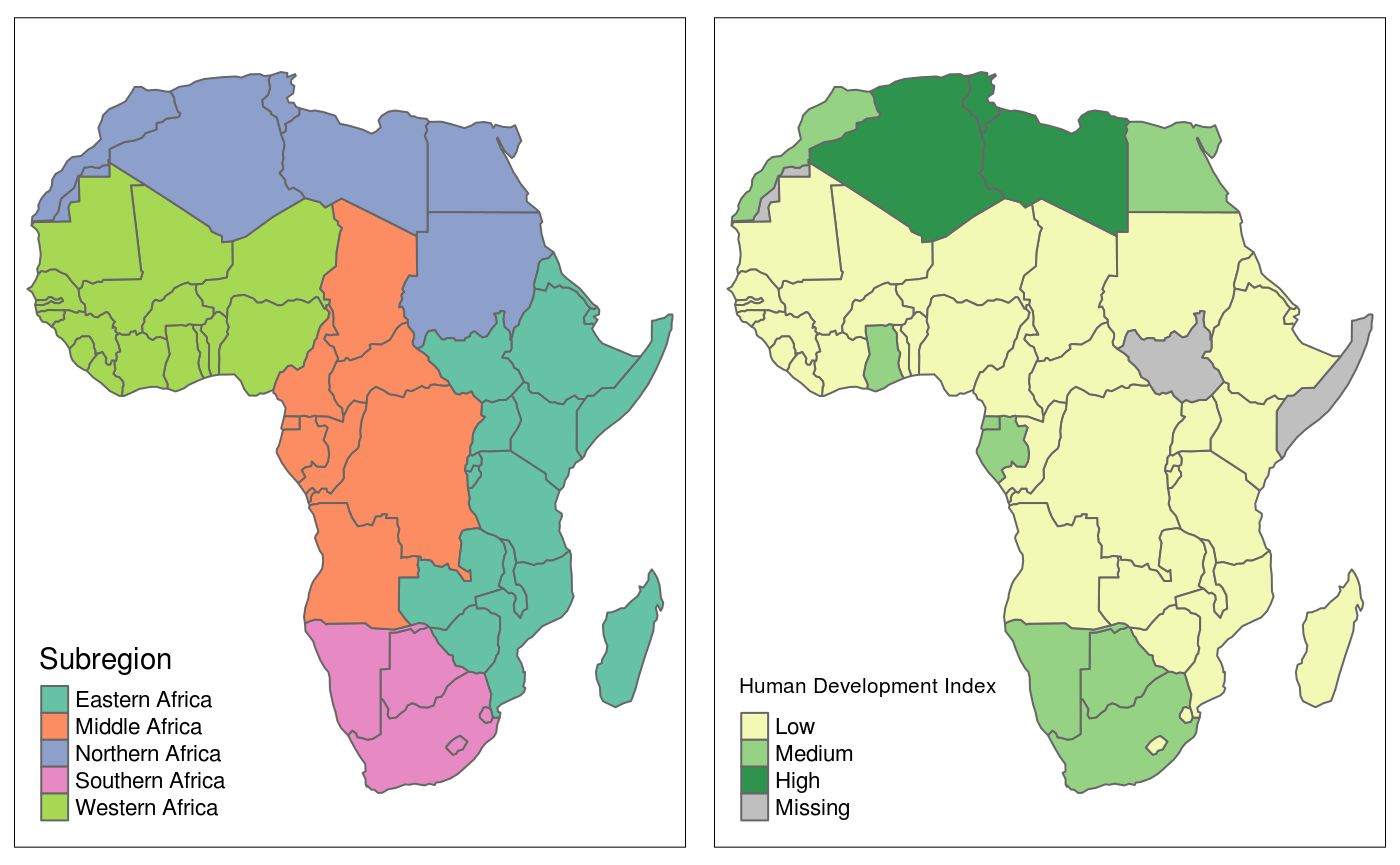 Subregion
Eastern Africa
Middle Africa
Northern Africa
Southern Africa
Western Africa
Human Development Index
Low
Medium
High
Missing